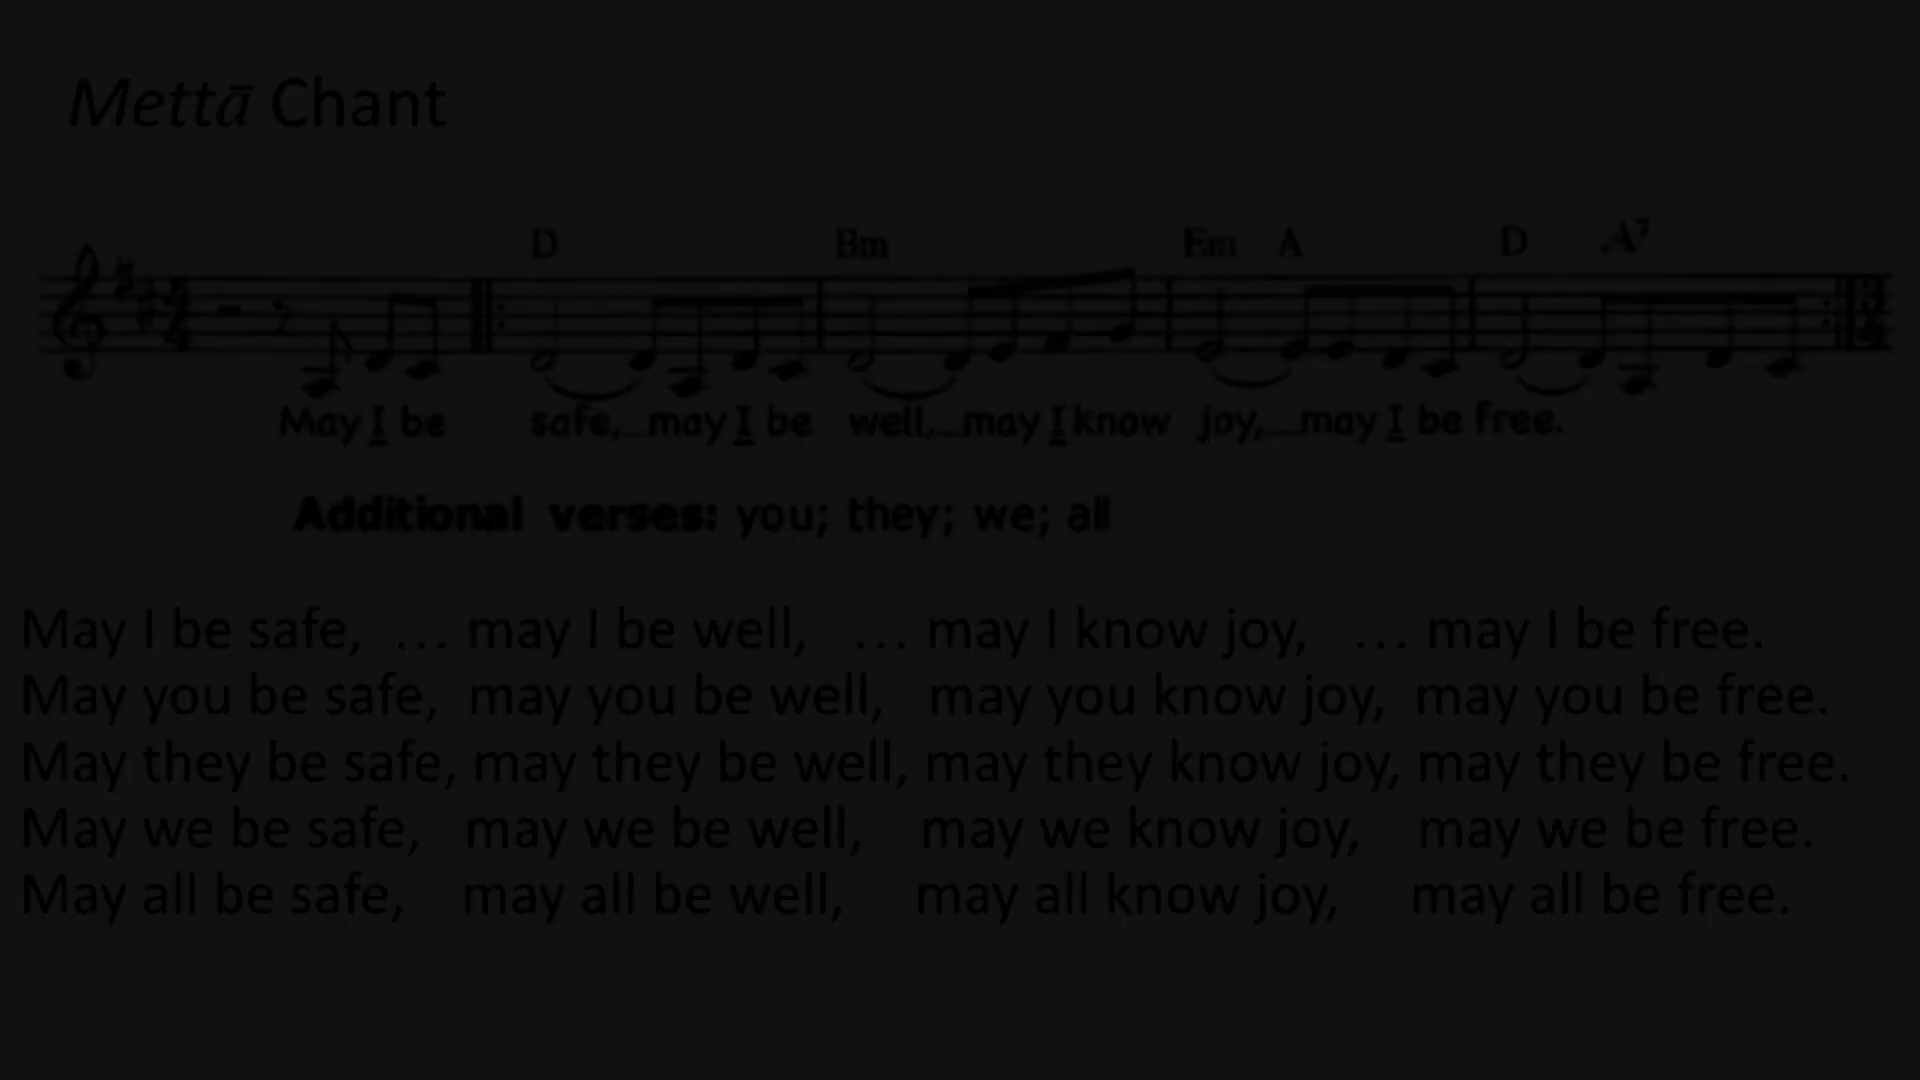 Mettā Chant
D Bm Em A D A7
May I be safe, may I be well, may I know joy, may I be free.
Additional verses: you; they; we; all
May I be safe, … may I be well, … may I know joy, … may I be free.
May you be safe, may you be well, may you know joy, may you be free.
May they be safe, may they be well, may they know joy, may they be free.
May we be safe, may we be well, may we know joy, may we be free.
May all be safe, may all be well, may all know joy, may all be free.